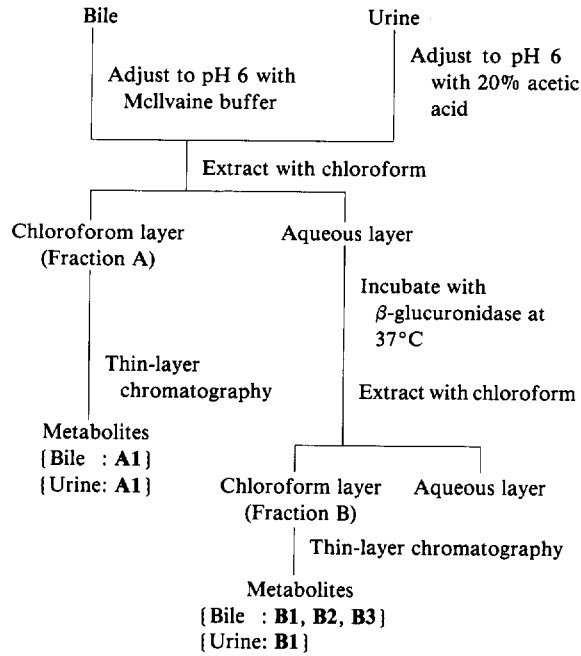 Bile
Urine
Adjust to pH 6 with
McIlvaine buffer
Adjust to pH 6
with 20% acetic
acid
Extract with chloroform
Chloroforom layer
(Fraction A)
Aqueous layer
Incubate with
β-glucuronidase at
37°C
Thin-layer
chromatography
Extract with chloroform
Metabolites
{Bile : A1}
{Urine: A1}
Chloroform layer
(Fraction B)
Aqueous layer
Thin-layer chromatography
Metabolites
{Bile : B1, B2, B3}
{Urine: B1}